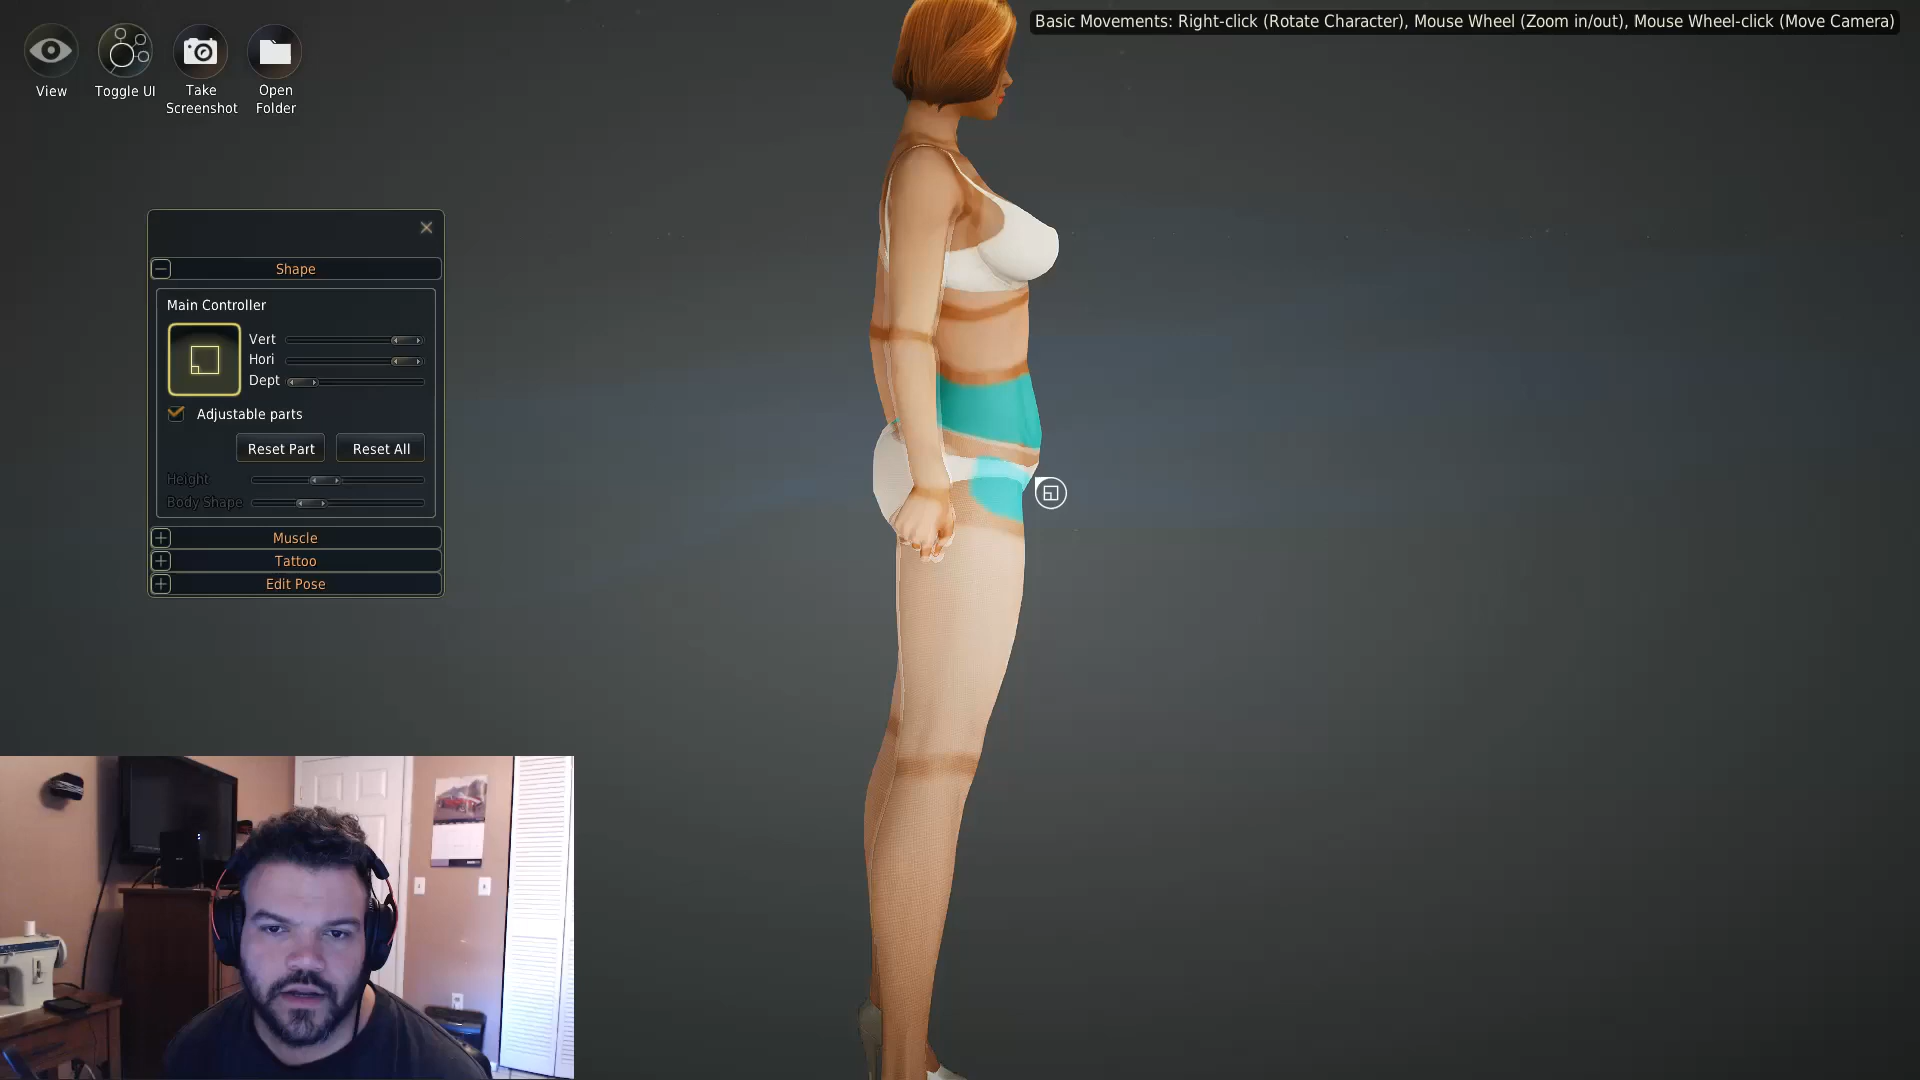 Basic Movements: Right-click (Rotate Character), Mouse Wheel (Zoom in/out), Mouse Wheel-click (Move Camera)
View
Toggle UI
Take
Screenshot
Open
Folder
Shape
Main Controller
Vert
Hori
Dept
Adjustable parts
Reset Part
Reset All
Height
Body Shape
Muscle
Tattoo
Edit Pose